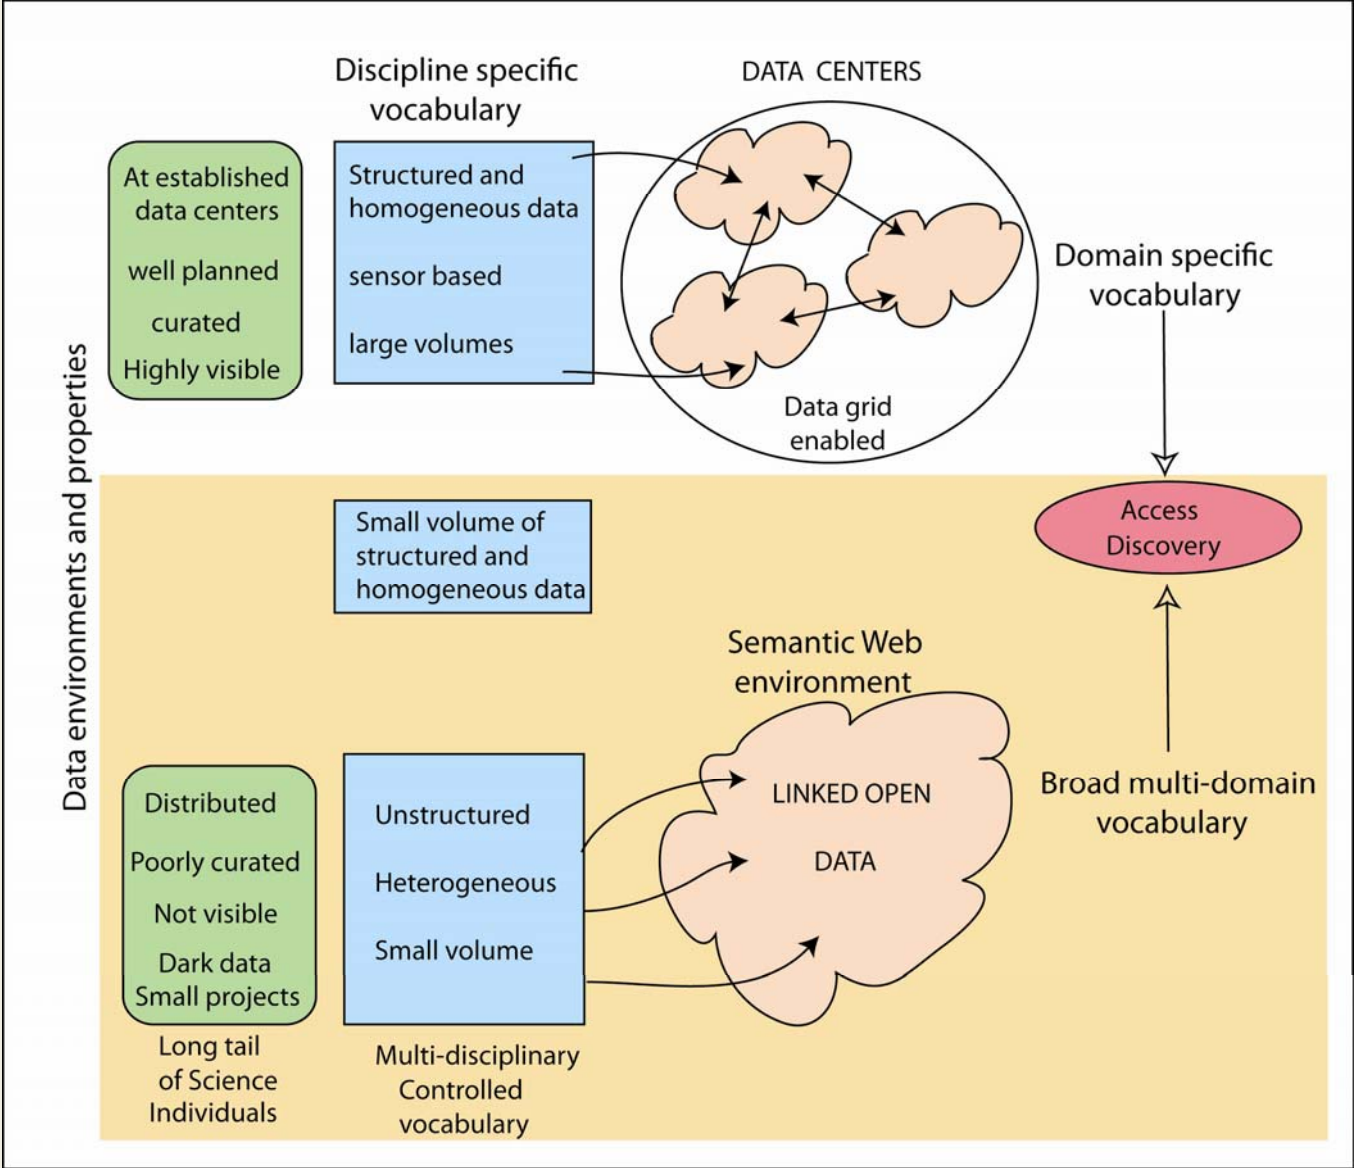 Discipline specific
vocabulary
DATA CENTERS
At established
data centers
well planned
curated
Highly visible
Structured and
homogeneous data
sensor based
large volumes
Data grid
enabled
Domain specific
vocabulary
Data environments and properties
Access
Discovery
Small volume of
structured and
homogeneous data
Semantic Web
environment
LINKED OPEN
DATA
Broad multi-domain
vocabulary
Distributed
Poorly curated
Not visible
Dark data
Small projects
Unstructured
Heterogeneous
Small volume
Long tail
of Science
Individuals
Multi-disciplinary
Controlled
vocabulary